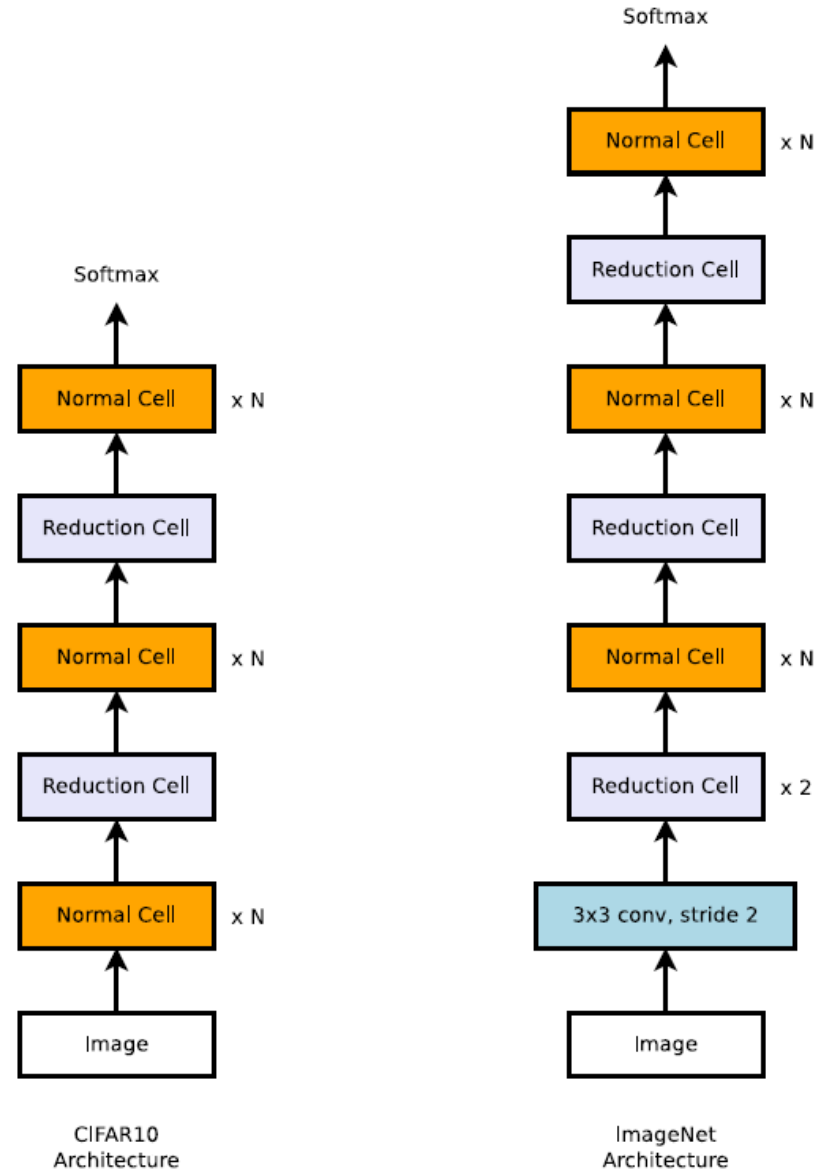 Softmax
Normal Cell x N
Reduction Cell
Normal Cell x N
Reduction Cell
Normal Cell x N
Image
CIFAR10
Architecture
Softmax
Normal Cell x N
Reduction Cell
Normal Cell x N
Reduction Cell
Normal Cell x N
Reduction Cell x 2
3x3 conv, stride 2
Image
ImageNet
Architecture